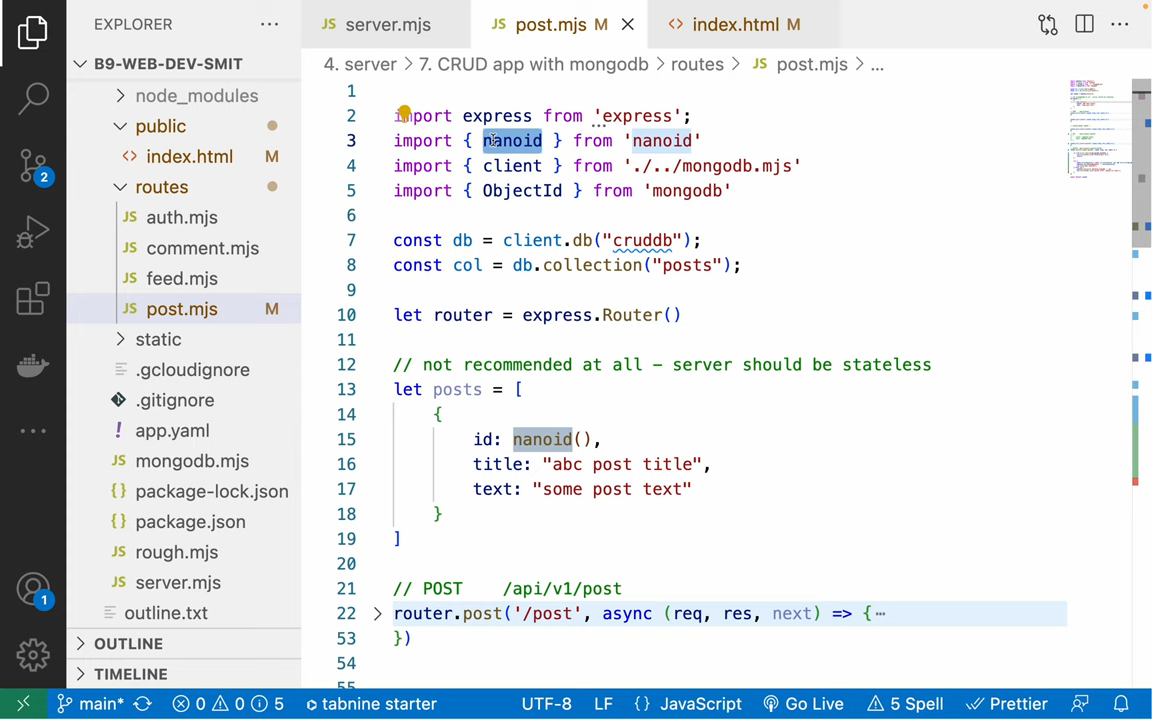 EXPLORER
B9-WEB-DEV-SMIT
node_modules
public
index.html M
routes
auth.mjs
comment.mjs
feed.mjs
post.mjs M
static
.gcloudignore
.gitignore
app.yaml
mongodb.mjs
package-lock.json
package.json
rough.mjs
server.mjs
outline.txt
OUTLINE
TIMELINE
2
1
JS server.mjs
JS post.mjs M
<> index.html M
4. server > 7. CRUD app with mongodb > routes > JS post.mjs > ...
1
2 import express from 'express';
3 import { nanoid } from 'nanoid'
4 import { client } from './../mongodb.mjs'
5 import { ObjectId } from 'mongodb'
6
7 const db = client.db("cruddb");
8 const col = db.collection("posts");
9
10 let router = express.Router()
11
12 // not recommended at all - server should be stateless
13 let posts = [
14 {
15 id: nanoid(),
16 title: "abc post title",
17 text: "some post text"
18 }
19 ]
20
21 // POST /api/v1/post
22 router.post('/post', async (req, res, next) => {
53 })
54
55
main* 0 0 5 tabnine starter UTF-8 LF {} JavaScript Go Live 5 Spell Prettier